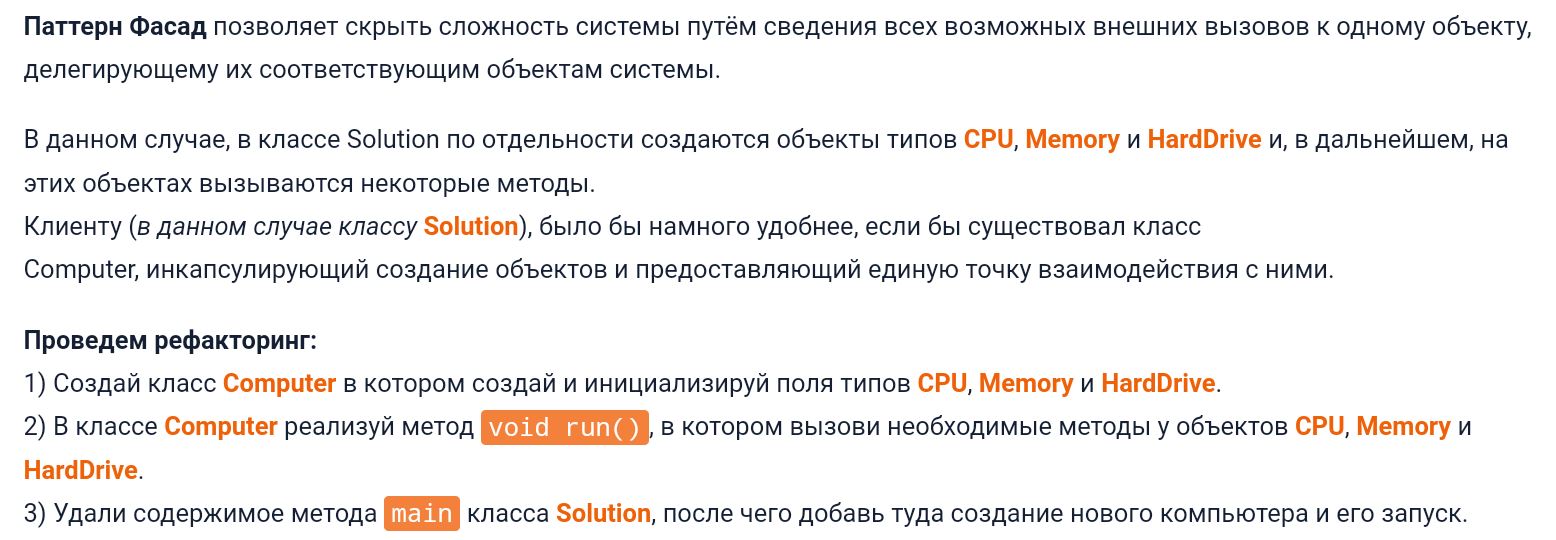 Паттерн Фасад позволяет скрыть сложность системы путём сведения всех возможных внешних вызовов к одному объекту,
делегирующему их соответствующим объектам системы.
В данном случае, в классе Solution по отдельности создаются объекты типов CPU, Memory и HardDrive и, в дальнейшем, на
этих объектах вызываются некоторые методы.
Клиенту (в данном случае классу Solution), было бы намного удобнее, если бы существовал класс
Computer, инкапсулирующий создание объектов и предоставляющий единую точку взаимодействия с ними.
Проведем рефакторинг:
1) Создай класс Computer в котором создай и инициализируй поля типов CPU, Memory и HardDrive.
2) В классе Computer реализуй метод void run(), в котором вызови необходимые методы у объектов CPU, Memory и
HardDrive.
3) Удали содержимое метода main класса Solution, после чего добавь туда создание нового компьютера и его запуск.